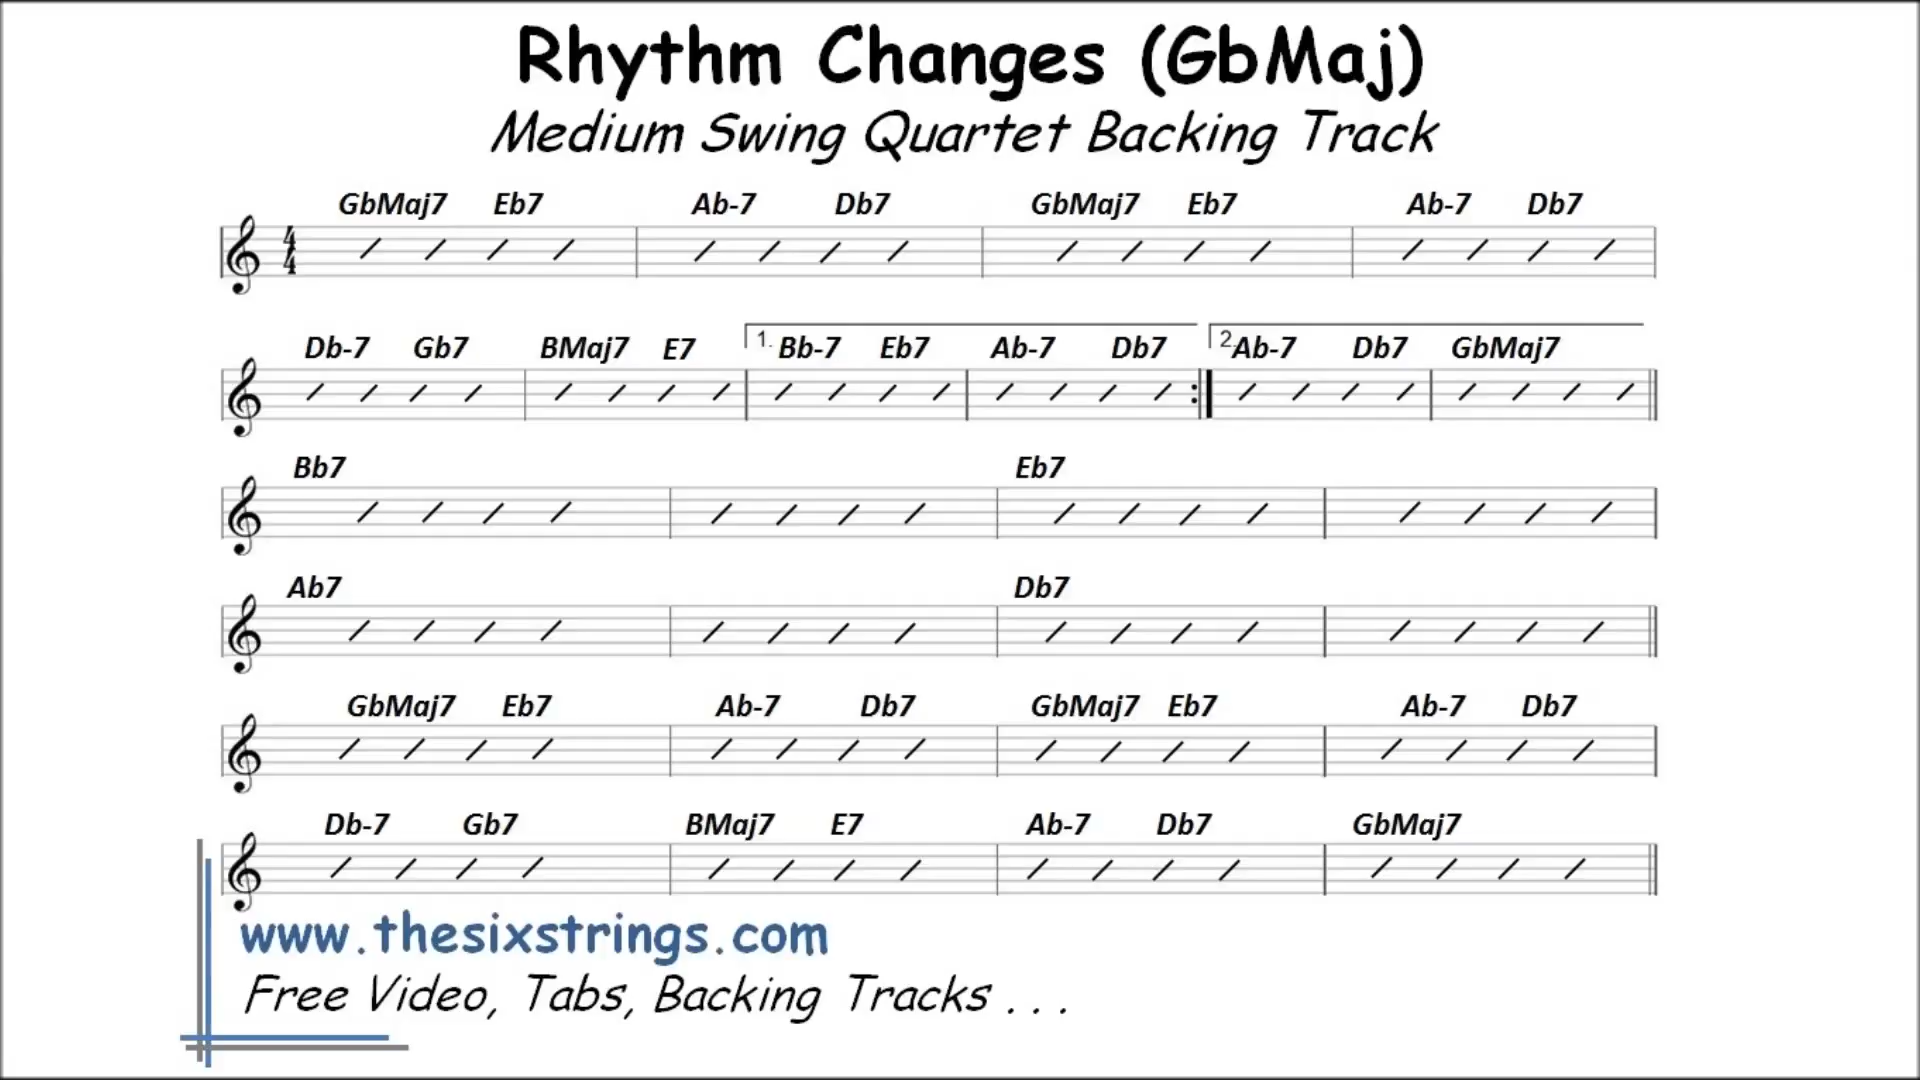 Rhythm Changes (GbMaj)
Medium Swing Quartet Backing Track
GbMaj7 Eb7 Ab-7 Db7 GbMaj7 Eb7 Ab-7 Db7
4
4
Db-7 Gb7 BMaj7 E7 1. Bb-7 Eb7 Ab-7 Db7 2. Ab-7 Db7 GbMaj7
Bb7 Eb7
Ab7 Db7
GbMaj7 Eb7 Ab-7 Db7 GbMaj7 Eb7 Ab-7 Db7
Db-7 Gb7 BMaj7 E7 Ab-7 Db7 GbMaj7
www.thesixstrings.com
Free Video, Tabs, Backing Tracks . . .